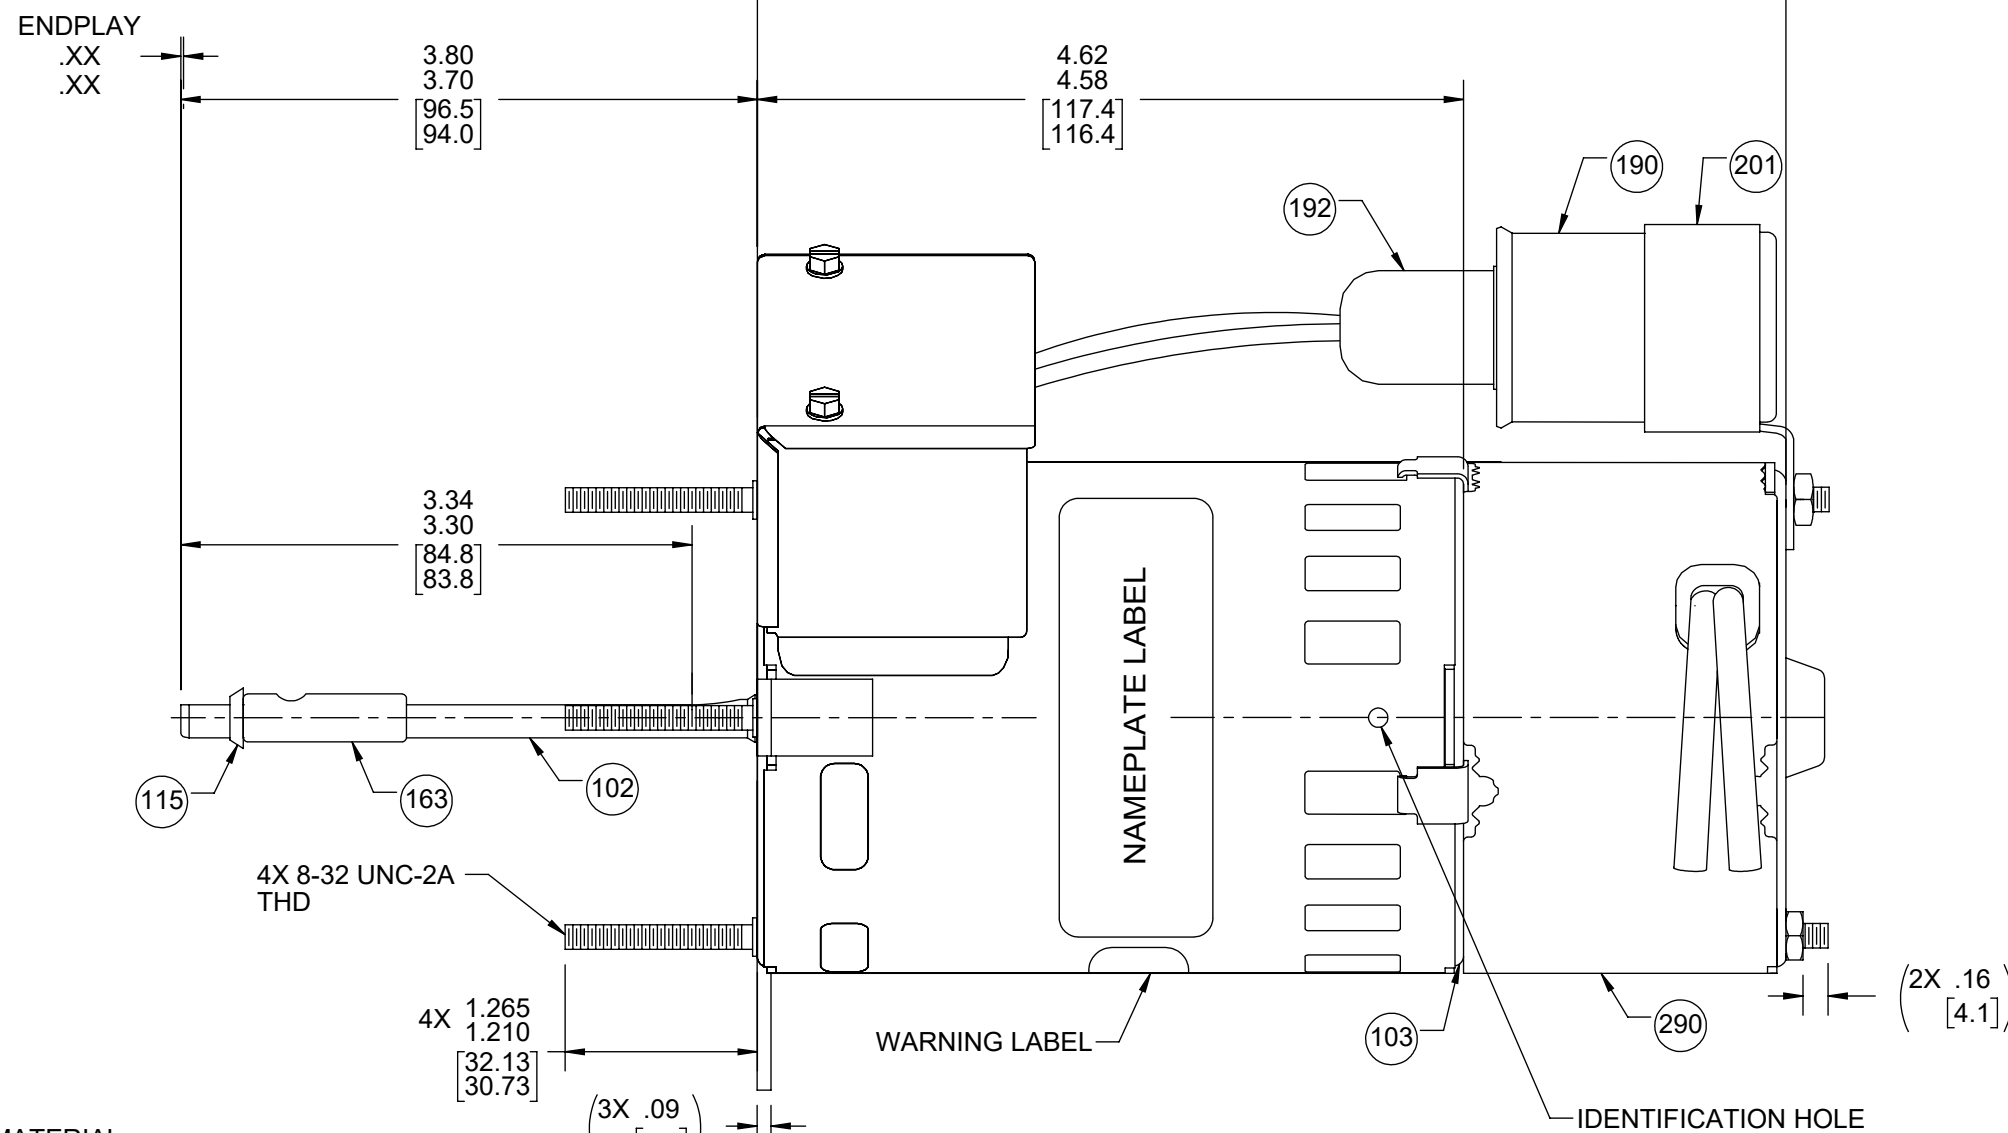 ENDPLAY
.XX
.XX
3.80
3.70
[96.5]
[94.0]
4.62
4.58
[117.4]
[116.4]
190
201
192
3.34
3.30
[84.8]
[83.8]
NAMEPLATE LABEL
115
163
102
4X 8-32 UNC-2A
THD
4X 1.265
1.210
[32.13]
[30.73]
WARNING LABEL
103
290
(2X .16)
[4.1]
(3X .09)
IDENTIFICATION HOLE